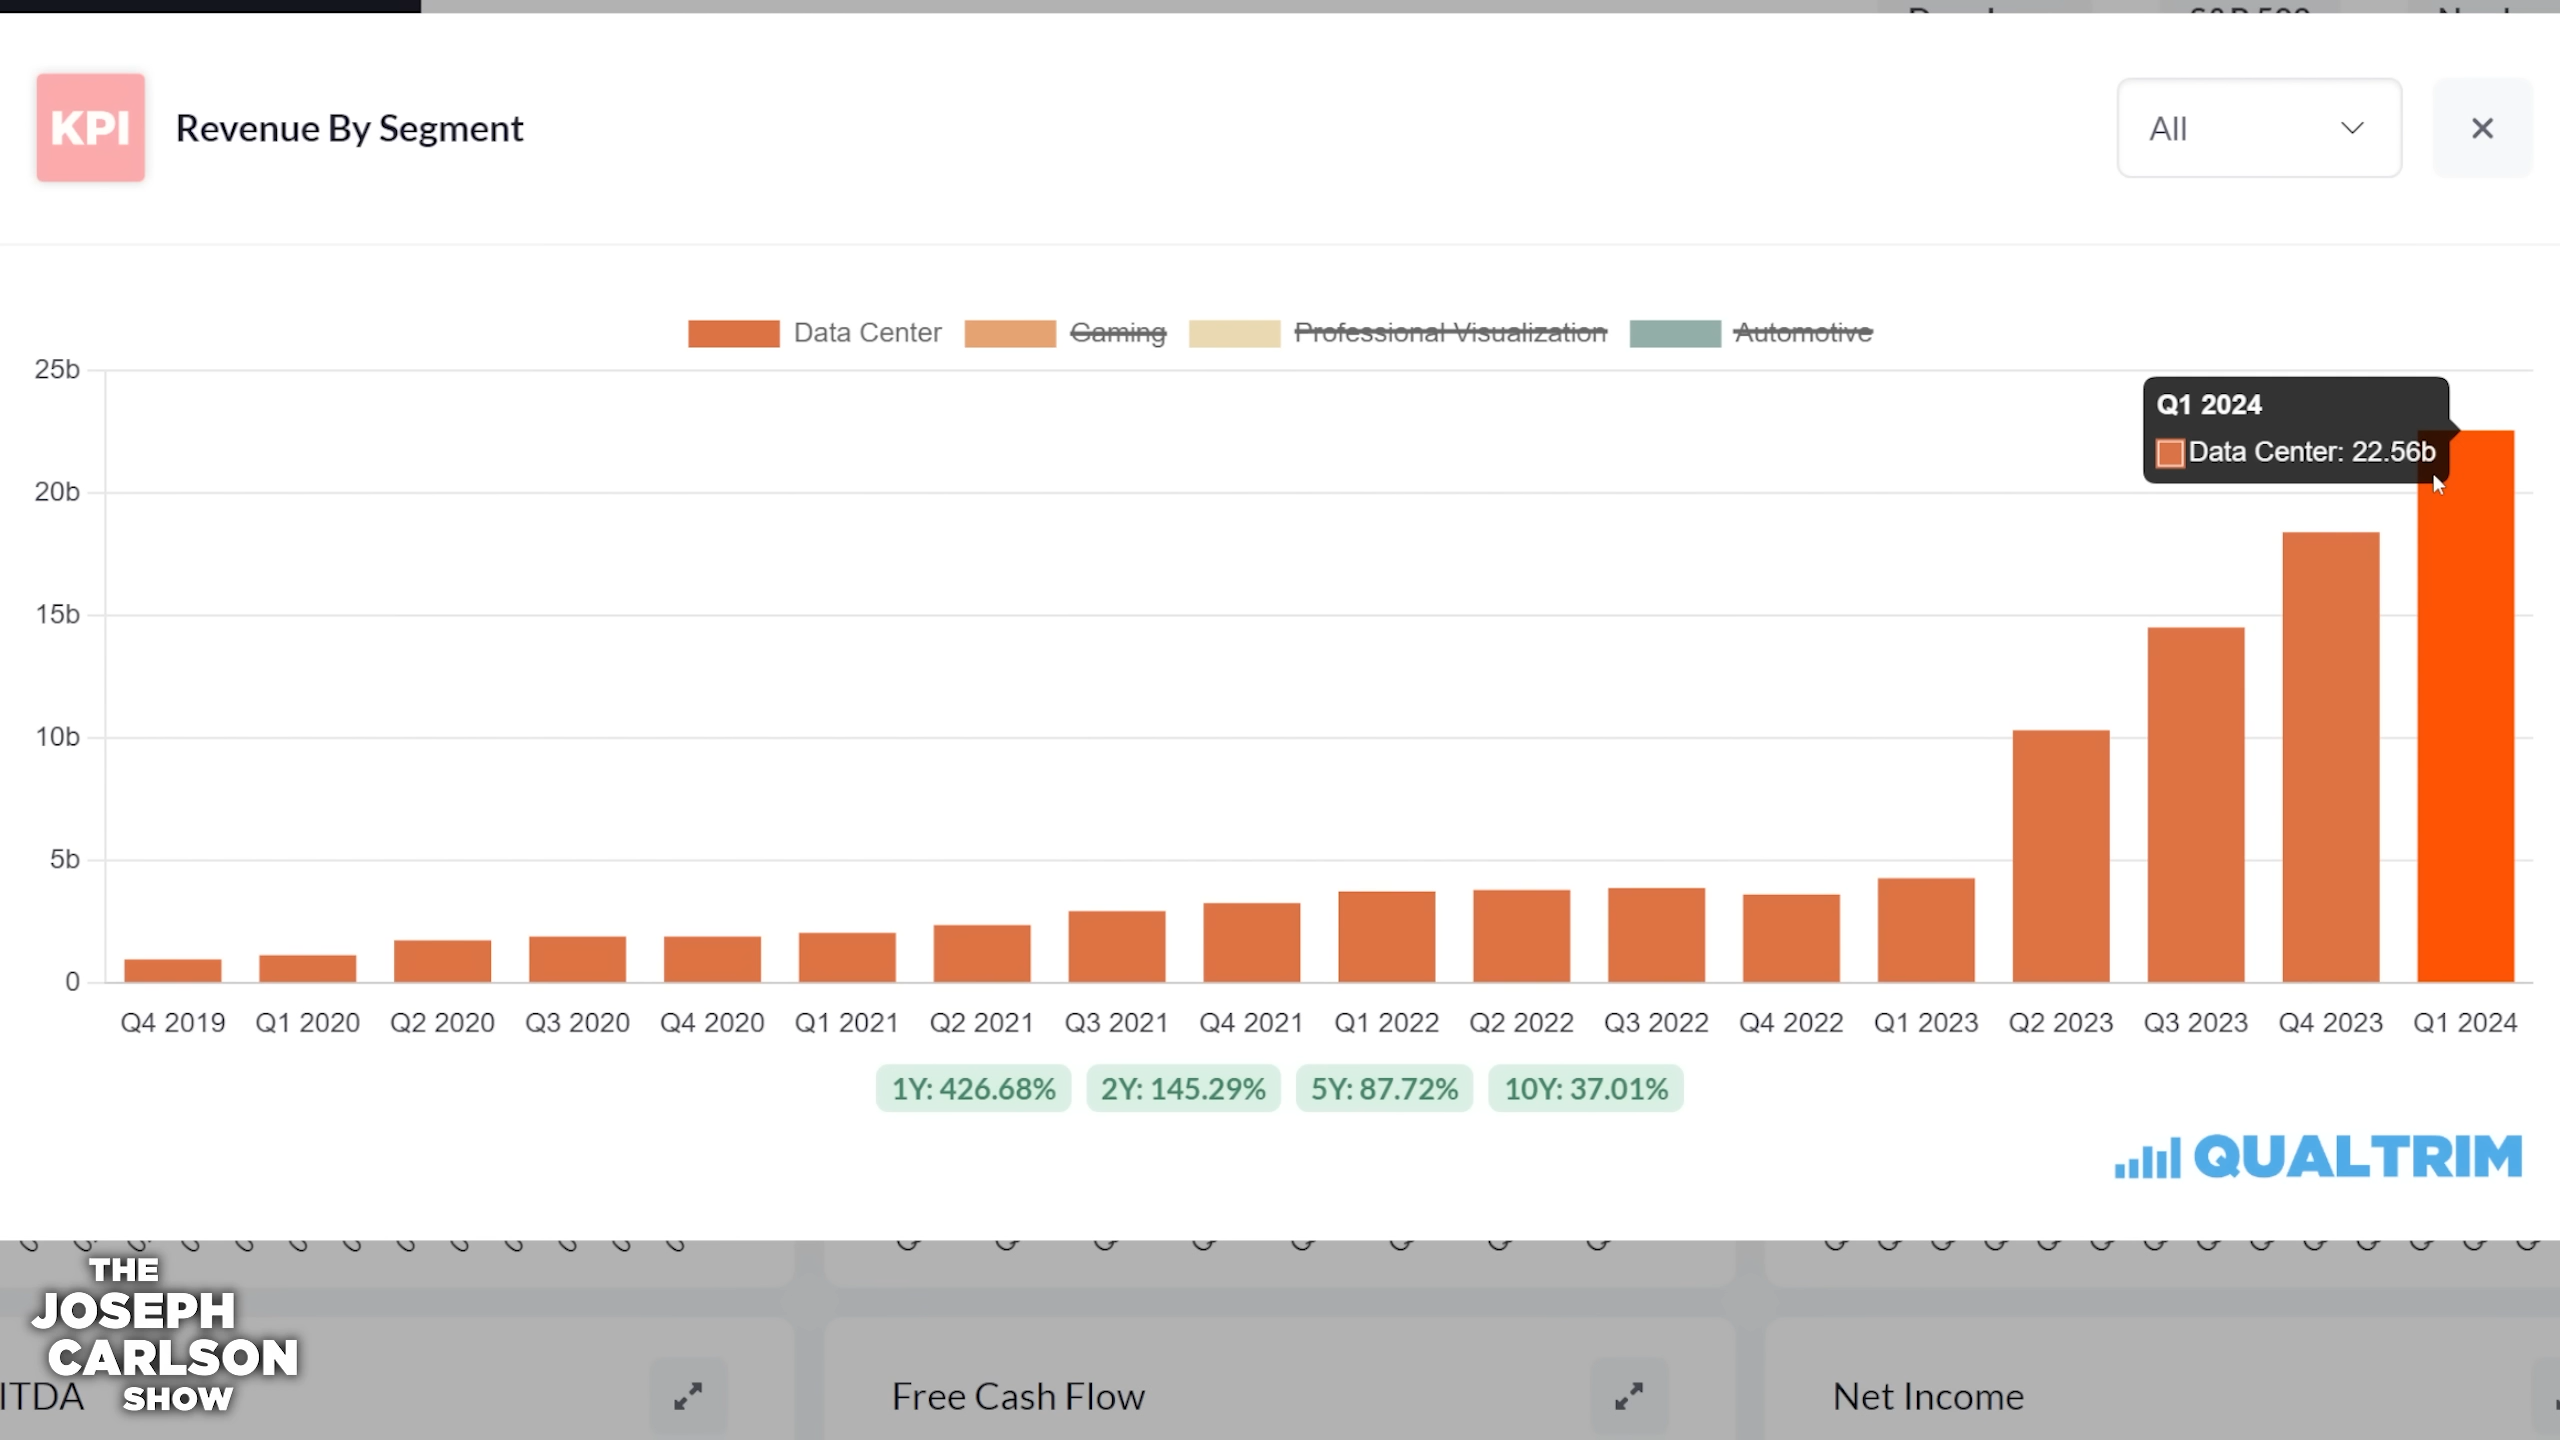 KPI
Revenue By Segment
All
Data Center Gaming Professional Visualization Automotive
25b
20b
15b
10b
5b
0
Q1 2024
Data Center: 22.56b
Q4 2019 Q1 2020 Q2 2020 Q3 2020 Q4 2020 Q1 2021 Q2 2021 Q3 2021 Q4 2021 Q1 2022 Q2 2022 Q3 2022 Q4 2022 Q1 2023 Q2 2023 Q3 2023 Q4 2023 Q1 2024
1Y: 426.68% 2Y: 145.29% 5Y: 87.72% 10Y: 37.01%
QUALTRIM
THE
JOSEPH
CARLSON
SHOW
ITDA
Free Cash Flow
Net Income